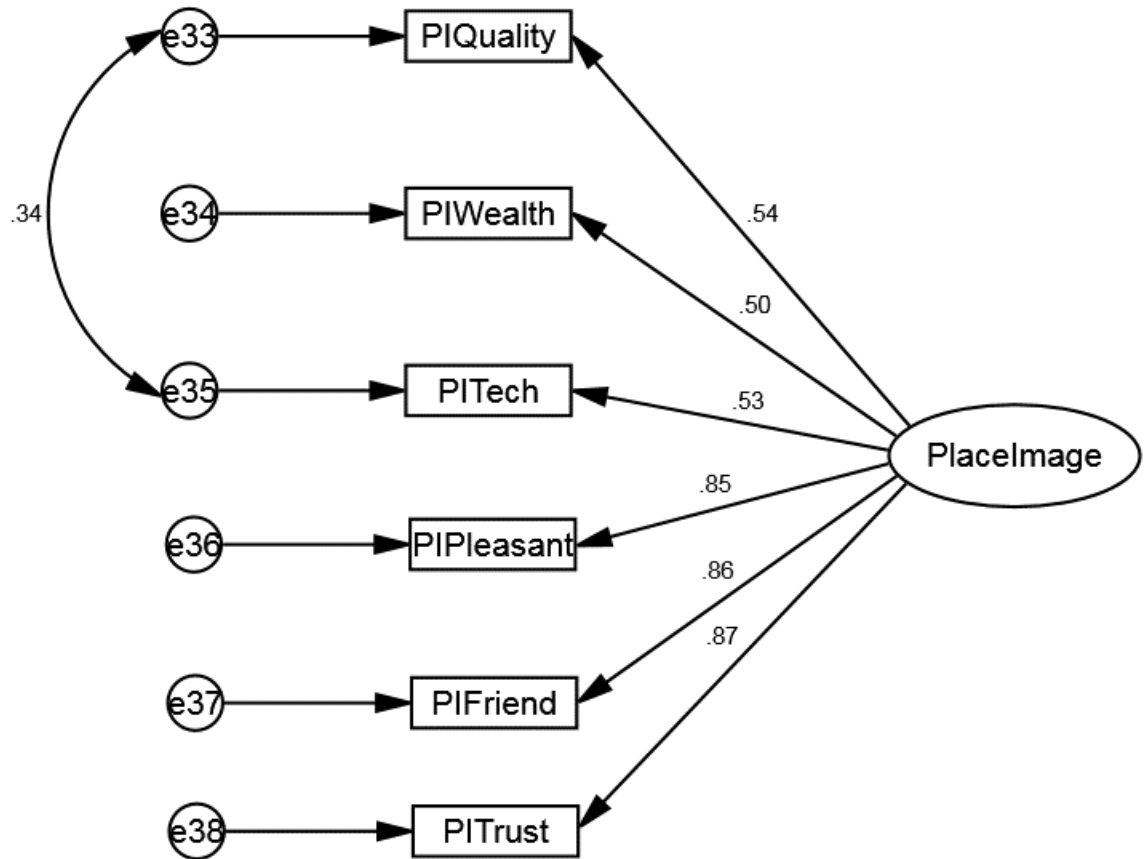 e33
PIQuality
.34
e34
PIWealth
.54
.50
e35
PITech
.53
PlaceImage
.85
e36
PIPleasant
.86
.87
e37
PIFriend
e38
PITrust